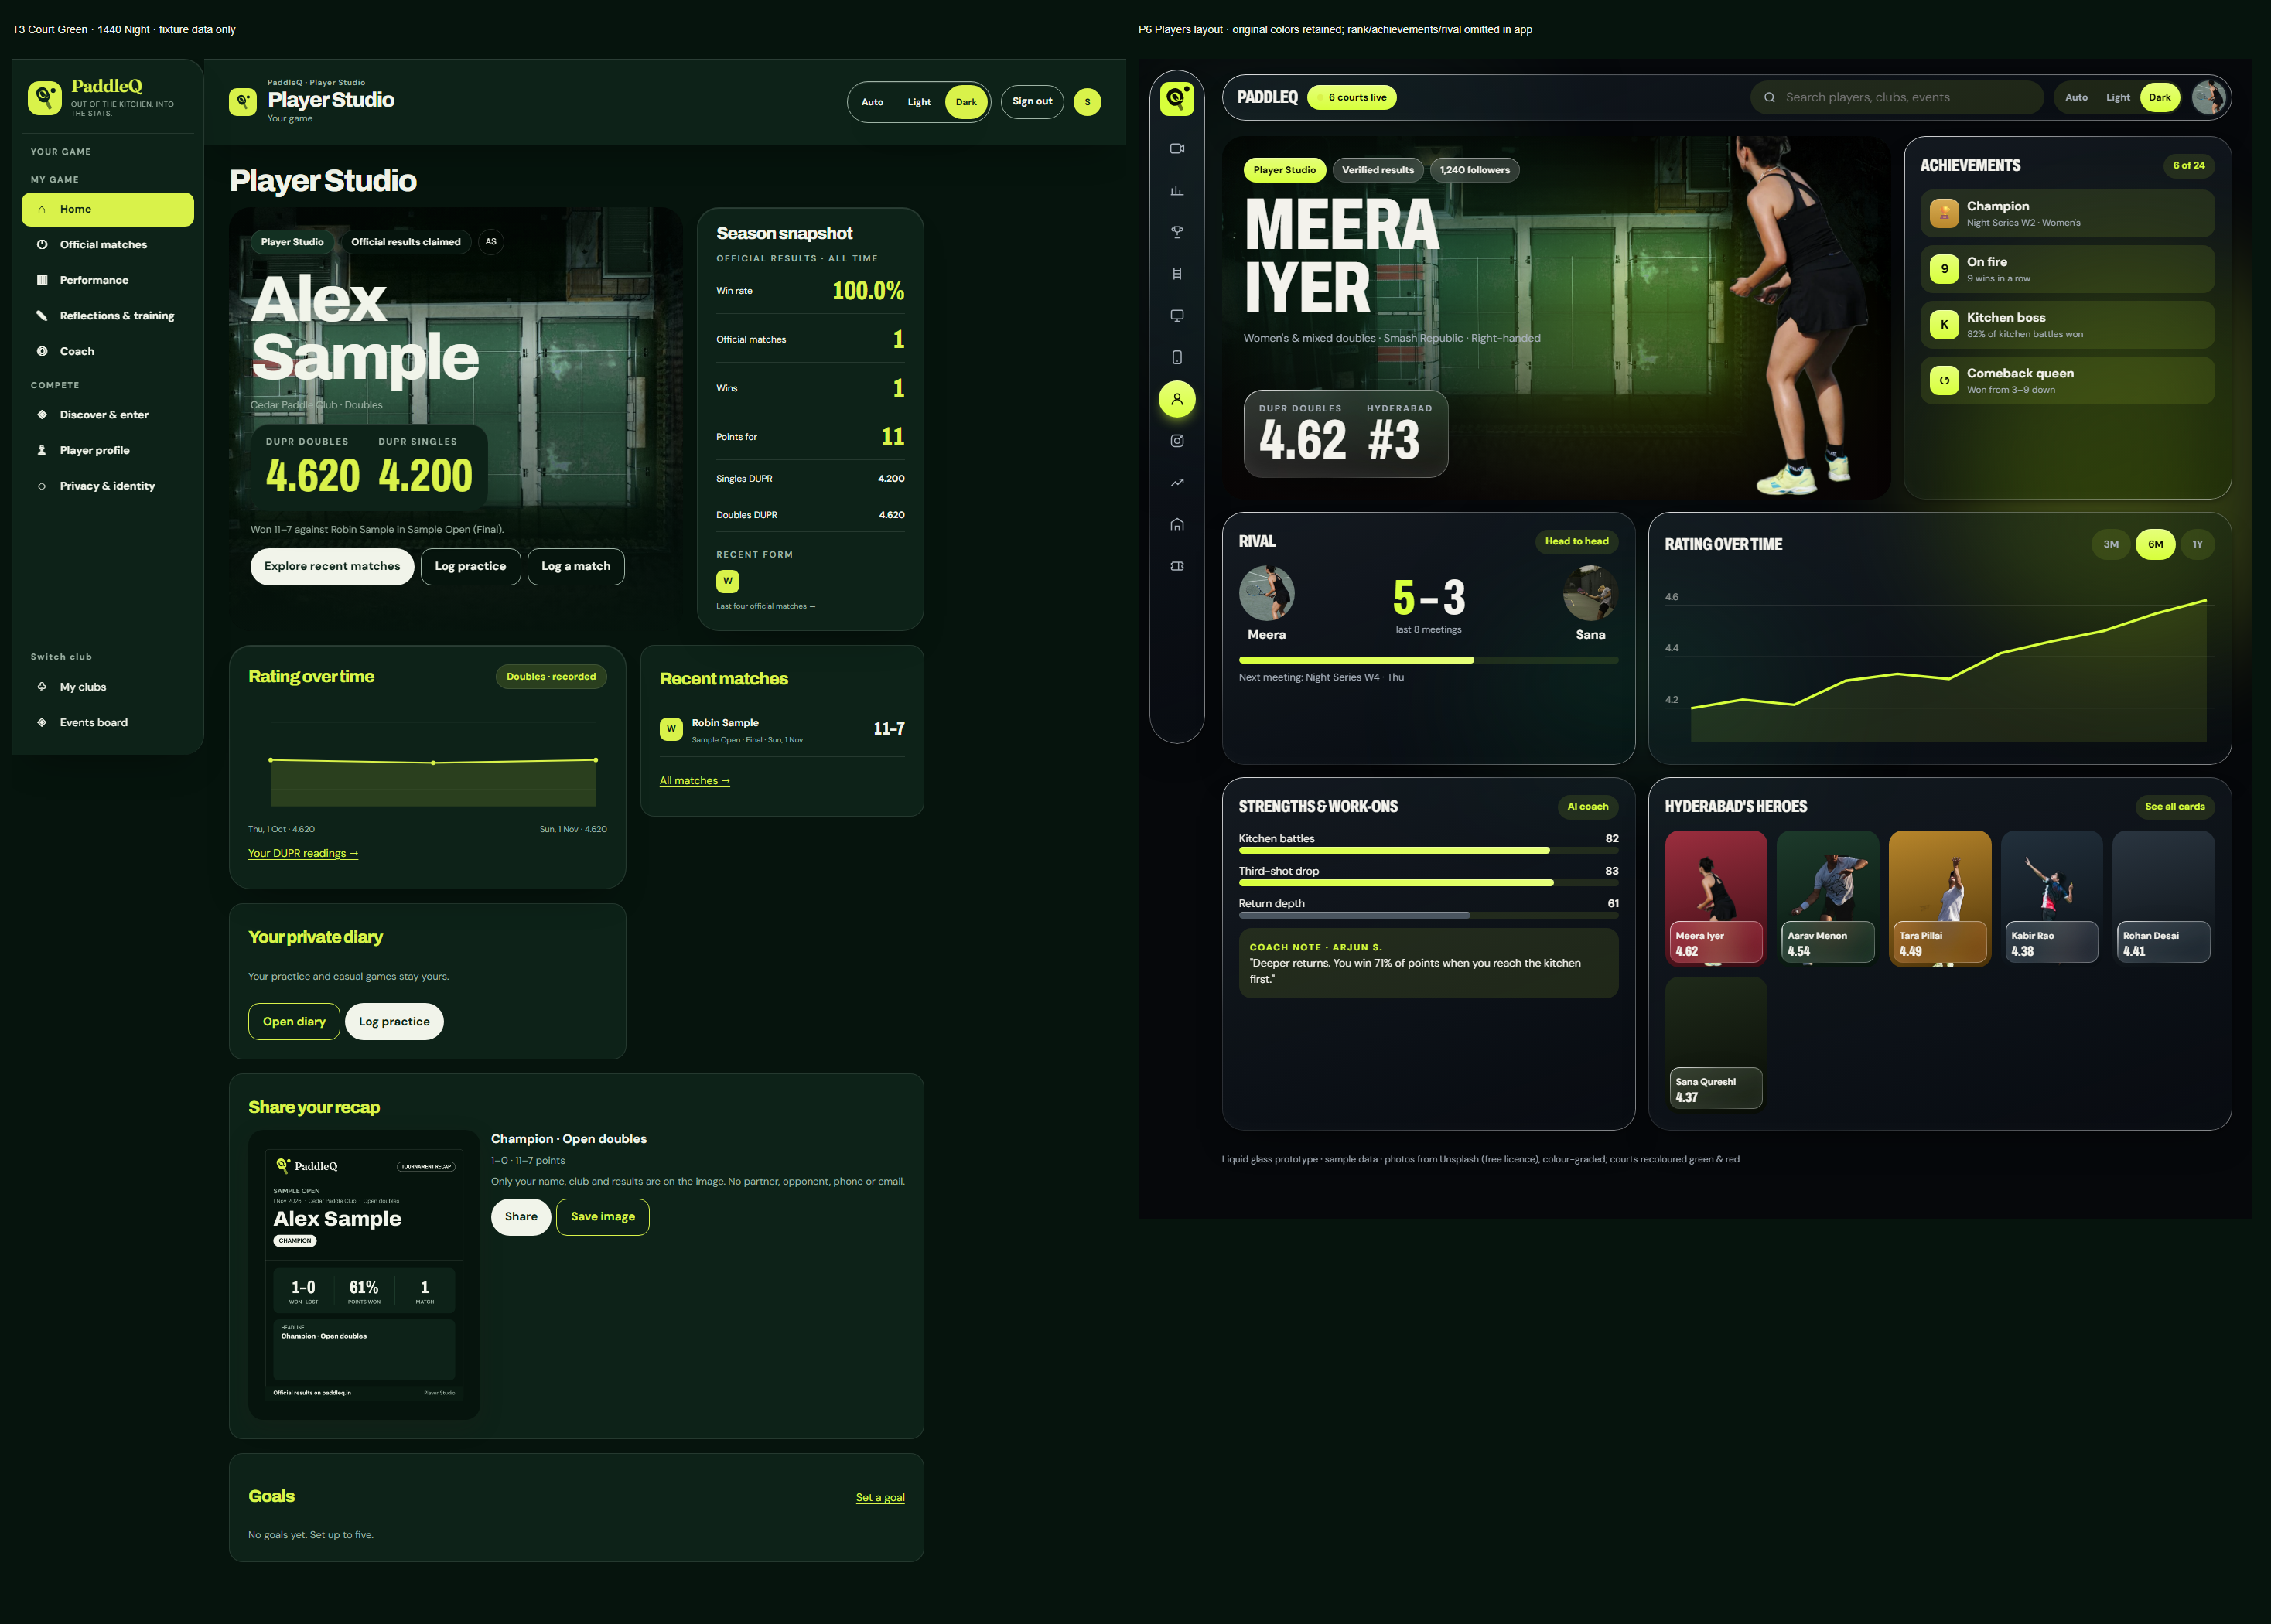 T3 Court Green · 1440 Night · fixture data only
PaddleQ
OUT OF THE KITCHEN, INTO
THE STATS.
YOUR GAME
MY GAME
Home
Official matches
Performance
Reflections & training
Coach
COMPETE
Discover & enter
Player profile
Privacy & identity
Switch club
My clubs
Events board
PaddleQ · Player Studio
Player Studio
Your game
Auto
Light
Dark
Sign out
S
Player Studio
Player Studio
Official results claimed
AS
Alex
Sample
Cedar Paddle Club · Doubles
DUPR DOUBLES
DUPR SINGLES
4.620
4.200
Won 11–7 against Robin Sample in Sample Open (Final).
Explore recent matches
Log practice
Log a match
Season snapshot
OFFICIAL RESULTS · ALL TIME
Win rate
100.0%
Official matches
1
Wins
1
Points for
11
Singles DUPR
4.200
Doubles DUPR
4.620
RECENT FORM
W
Last four official matches →
Rating over time
Doubles · recorded
Thu, 1 Oct · 4.620
Sun, 1 Nov · 4.620
Your DUPR readings →
Recent matches
W
Robin Sample
Sample Open · Final · Sun, 1 Nov
11–7
All matches →
Your private diary
Your practice and casual games stay yours.
Open diary
Log practice
Share your recap
PaddleQ
TOURNAMENT RECAP
SAMPLE OPEN
1 Nov 2026 · Cedar Paddle Club · Open doubles
Alex Sample
CHAMPION
1–0
WON–LOST
61%
POINTS WON
1
MATCH
HEADLINE
Champion · Open doubles
Official results on paddleq.in
Player Studio
Champion · Open doubles
1–0 · 11–7 points
Only your name, club and results are on the image. No partner, opponent, phone or email.
Share
Save image
Goals
Set a goal
No goals yet. Set up to five.
P6 Players layout · original colors retained; rank/achievements/rival omitted in app
PADDLEQ
6 courts live
Search players, clubs, events
Auto
Light
Dark
Player Studio
Verified results
1,240 followers
MEERA
IYER
Women's & mixed doubles · Smash Republic · Right-handed
DUPR DOUBLES
HYDERABAD
4.62
#3
ACHIEVEMENTS
6 of 24
Champion
Night Series W2 · Women's
9
On fire
9 wins in a row
K
Kitchen boss
82% of kitchen battles won
Comeback queen
Won from 3–9 down
RIVAL
Head to head
5–3
last 8 meetings
Meera
Sana
Next meeting: Night Series W4 · Thu
RATING OVER TIME
3M
6M
1Y
4.6
4.4
4.2
STRENGTHS & WORK-ONS
AI coach
Kitchen battles
82
Third-shot drop
83
Return depth
61
COACH NOTE · ARJUN S.
"Deeper returns. You win 71% of points when you reach the kitchen
first."
HYDERABAD'S HEROES
See all cards
Meera Iyer
4.62
Aarav Menon
4.54
Tara Pillai
4.49
Kabir Rao
4.38
Rohan Desai
4.41
Sana Qureshi
4.37
Liquid glass prototype · sample data · photos from Unsplash (free licence), colour-graded; courts recoloured green & red